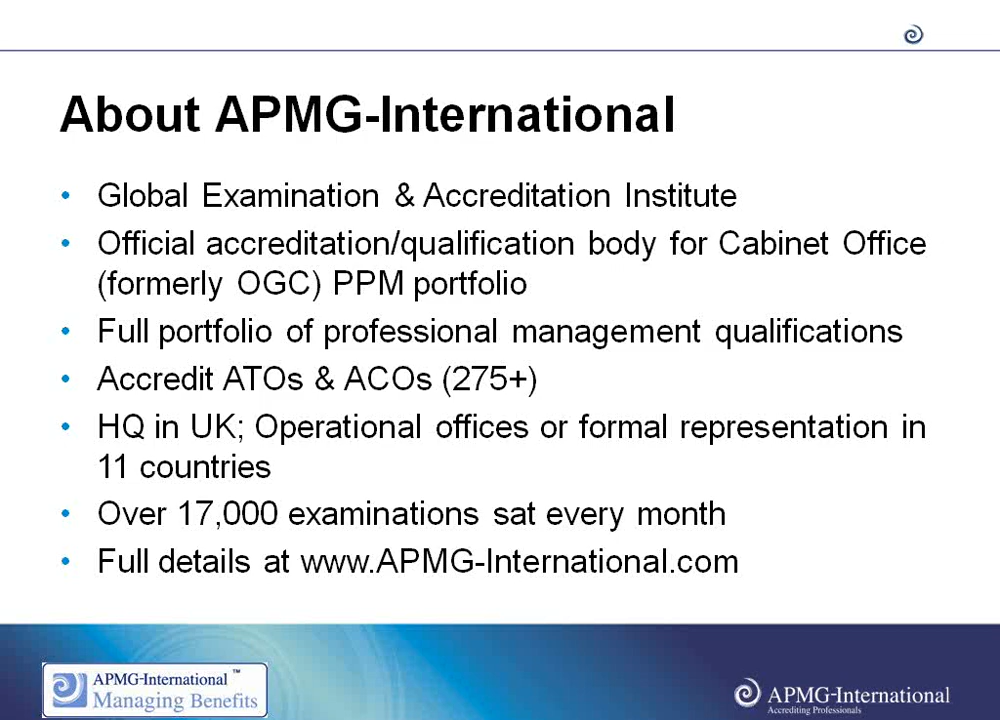 About APMG-International
• Global Examination & Accreditation Institute
• Official accreditation/qualification body for Cabinet Office
(formerly OGC) PPM portfolio
• Full portfolio of professional management qualifications
• Accredit ATOs & ACOs (275+)
• HQ in UK; Operational offices or formal representation in
11 countries
• Over 17,000 examinations sat every month
• Full details at www.APMG-International.com
APMG-International™
Managing Benefits
APMG-International
Accrediting Professionals